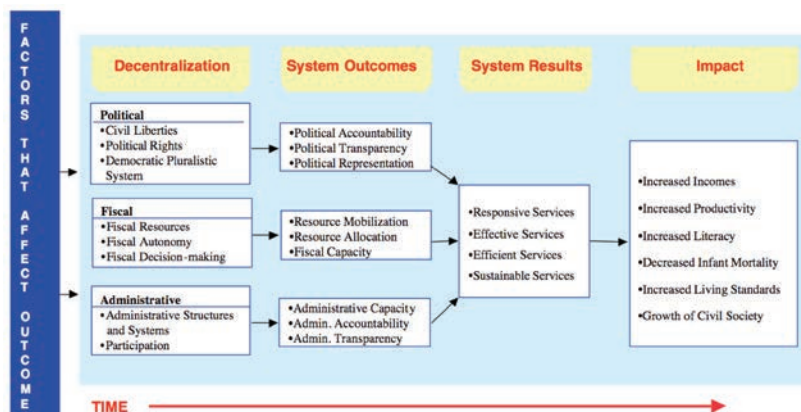 FACTORS THAT AFFECT OUTCOME
Decentralization
System Outcomes
System Results
Impact
Political
•Civil Liberties
•Political Rights
•Democratic Pluralistic
System
•Political Accountability
•Political Transparency
•Political Representation
Fiscal
•Fiscal Resources
•Fiscal Autonomy
•Fiscal Decision-making
•Resource Mobilization
•Resource Allocation
•Fiscal Capacity
Administrative
•Administrative Structures
and Systems
•Participation
•Administrative Capacity
•Admin. Accountability
•Admin. Transparency
•Responsive Services
•Effective Services
•Efficient Services
•Sustainable Services
•Increased Incomes
•Increased Productivity
•Increased Literacy
•Decreased Infant Mortality
•Increased Living Standards
•Growth of Civil Society
TIME